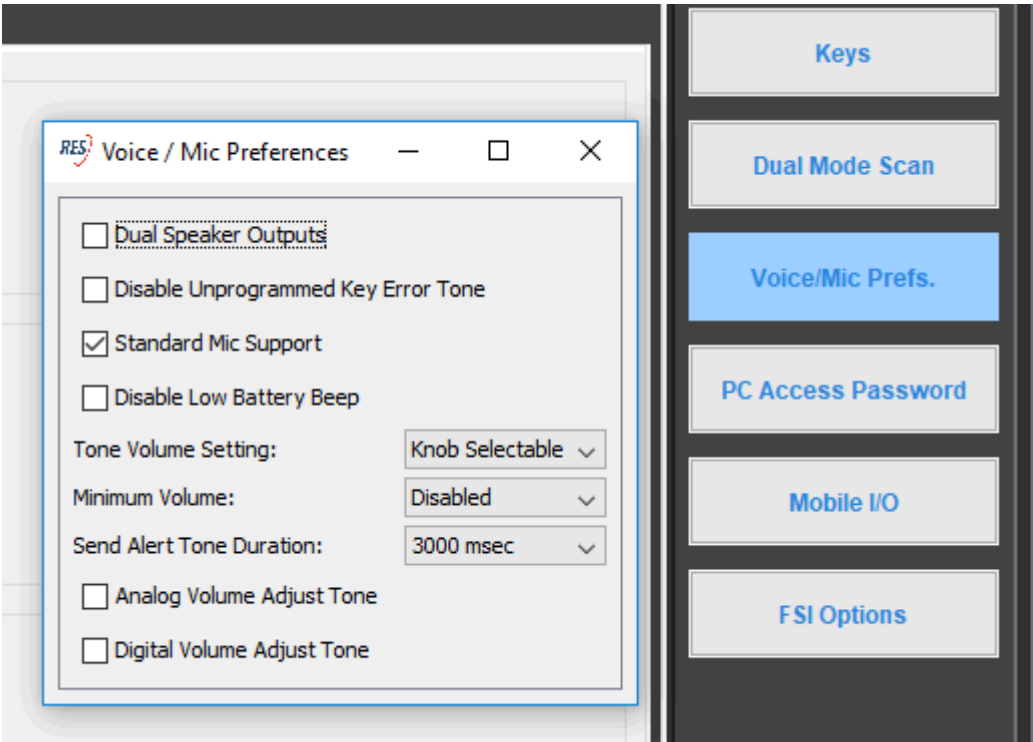 RES Voice / Mic Preferences
Dual Speaker Outputs
Disable Unprogrammed Key Error Tone
Standard Mic Support
Disable Low Battery Beep
Tone Volume Setting: Knob Selectable
Minimum Volume: Disabled
Send Alert Tone Duration: 3000 msec
Analog Volume Adjust Tone
Digital Volume Adjust Tone
Keys
Dual Mode Scan
Voice/Mic Prefs.
PC Access Password
Mobile I/O
FSI Options